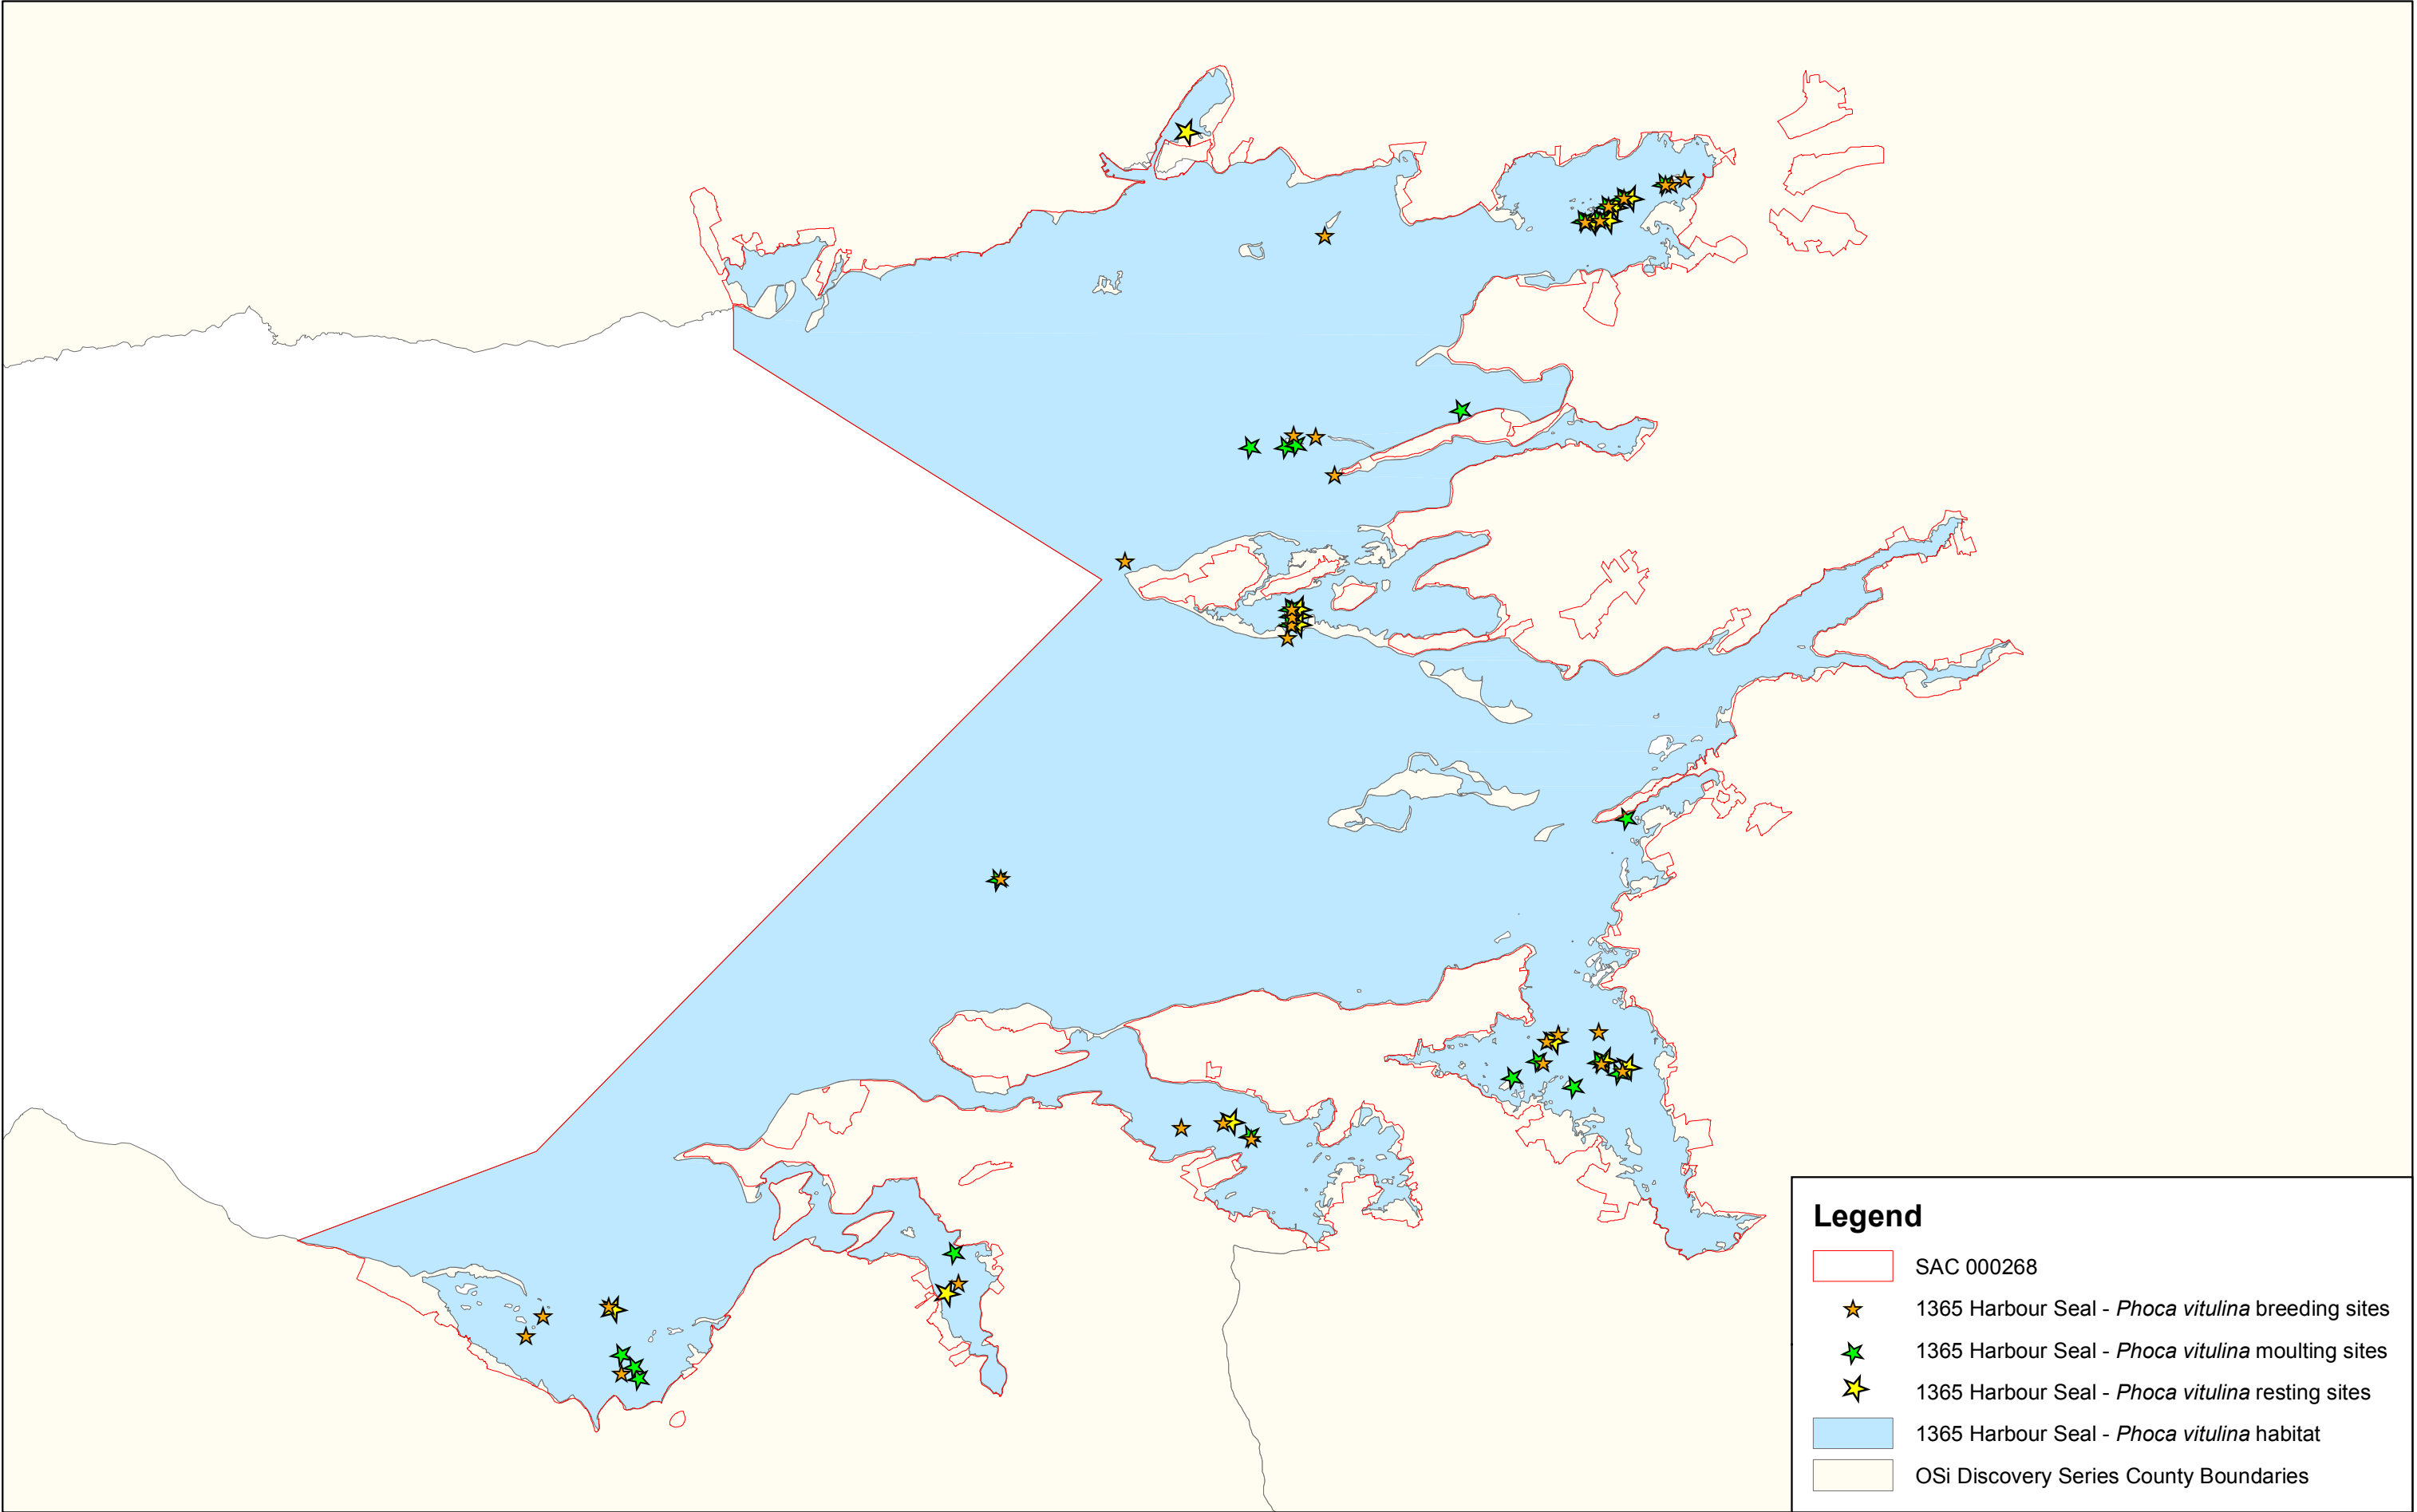 Legend
SAC 000268
1365 Harbour Seal - Phoca vitulina breeding sites
1365 Harbour Seal - Phoca vitulina moulting sites
1365 Harbour Seal - Phoca vitulina resting sites
1365 Harbour Seal - Phoca vitulina habitat
OSi Discovery Series County Boundaries